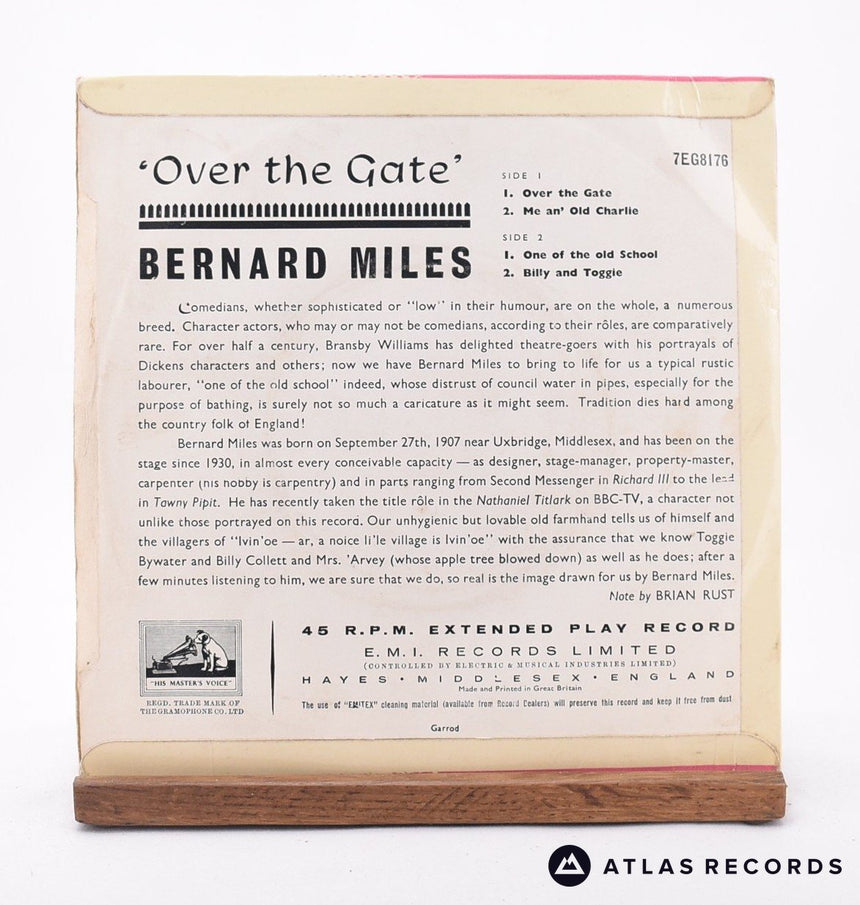 'Over the Gate'
BERNARD MILES
7EG8176
SIDE 1
1. Over the Gate
2. Me an' Old Charlie
SIDE 2
1. One of the old School
2. Billy and Toggie
Comedians, whether sophisticated or "low" in their humour, are on the whole, a numerous
breed. Character actors, who may or may not be comedians, according to their rôles, are comparatively
rare. For over half a century, Bransby Williams has delighted theatre-goers with his portrayals of
Dickens characters and others; now we have Bernard Miles to bring to life for us a typical rustic
labourer, "one of the old school" indeed, whose distrust of council water in pipes, especially for the
purpose of bathing, is surely not so much a caricature as it might seem. Tradition dies hard among
the country folk of England!
Bernard Miles was born on September 27th, 1907 near Uxbridge, Middlesex, and has been on the
stage since 1930, in almost every conceivable capacity — as designer, stage-manager, property-master,
carpenter (his hobby is carpentry) and in parts ranging from Second Messenger in Richard III to the lead
in Tawny Pipit. He has recently taken the title rôle in the Nathaniel Titlark on BBC-TV, a character not
unlike those portrayed on this record. Our unhygienic but lovable old farmhand tells us of himself and
the villagers of "Ivin'oe — ar, a noice li'le village is Ivin'oe" with the assurance that we know Toggie
Bywater and Billy Collett and Mrs. 'Arvey (whose apple tree blowed down) as well as he does; after a
few minutes listening to him, we are sure that we do, so real is the image drawn for us by Bernard Miles.
Note by BRIAN RUST
"HIS MASTER'S VOICE"
REGD. TRADE MARK OF
THE GRAMOPHONE CO. LTD
45 R.P.M. EXTENDED PLAY RECORD
E.M.I. RECORDS LIMITED
(CONTROLLED BY ELECTRIC & MUSICAL INDUSTRIES LIMITED)
HAYES · MIDDLESEX · ENGLAND
Made and Printed in Great Britain
The use of "EMITEX" cleaning material (available from Record Dealers) will preserve this record and keep it free from dust
Garrod
ATLAS RECORDS